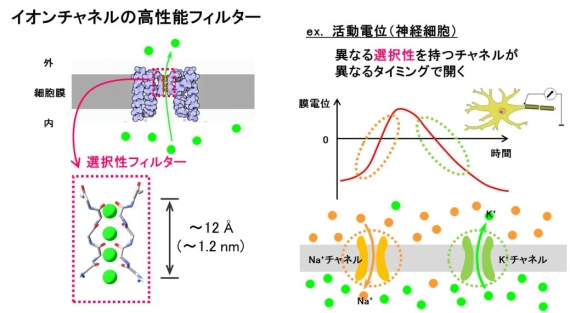 イオンチャネルの高性能フィルター
外
細胞膜
内
選択性フィルター
~12 Å
(~1.2 nm)
ex. 活動電位(神経細胞)
異なる選択性を持つチャネルが
異なるタイミングで開く
膜電位
0
時間
K⁺
Na⁺チャネル
K⁺チャネル
Na⁺